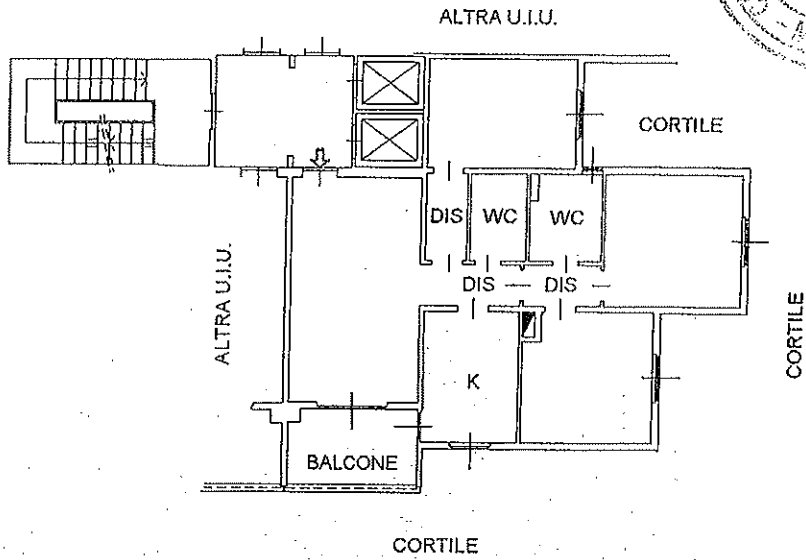 ALTRA U.I.U.
CORTILE
DIS
WC
WC
DIS
DIS
ALTRA U.I.U.
CORTILE
K
BALCONE
CORTILE